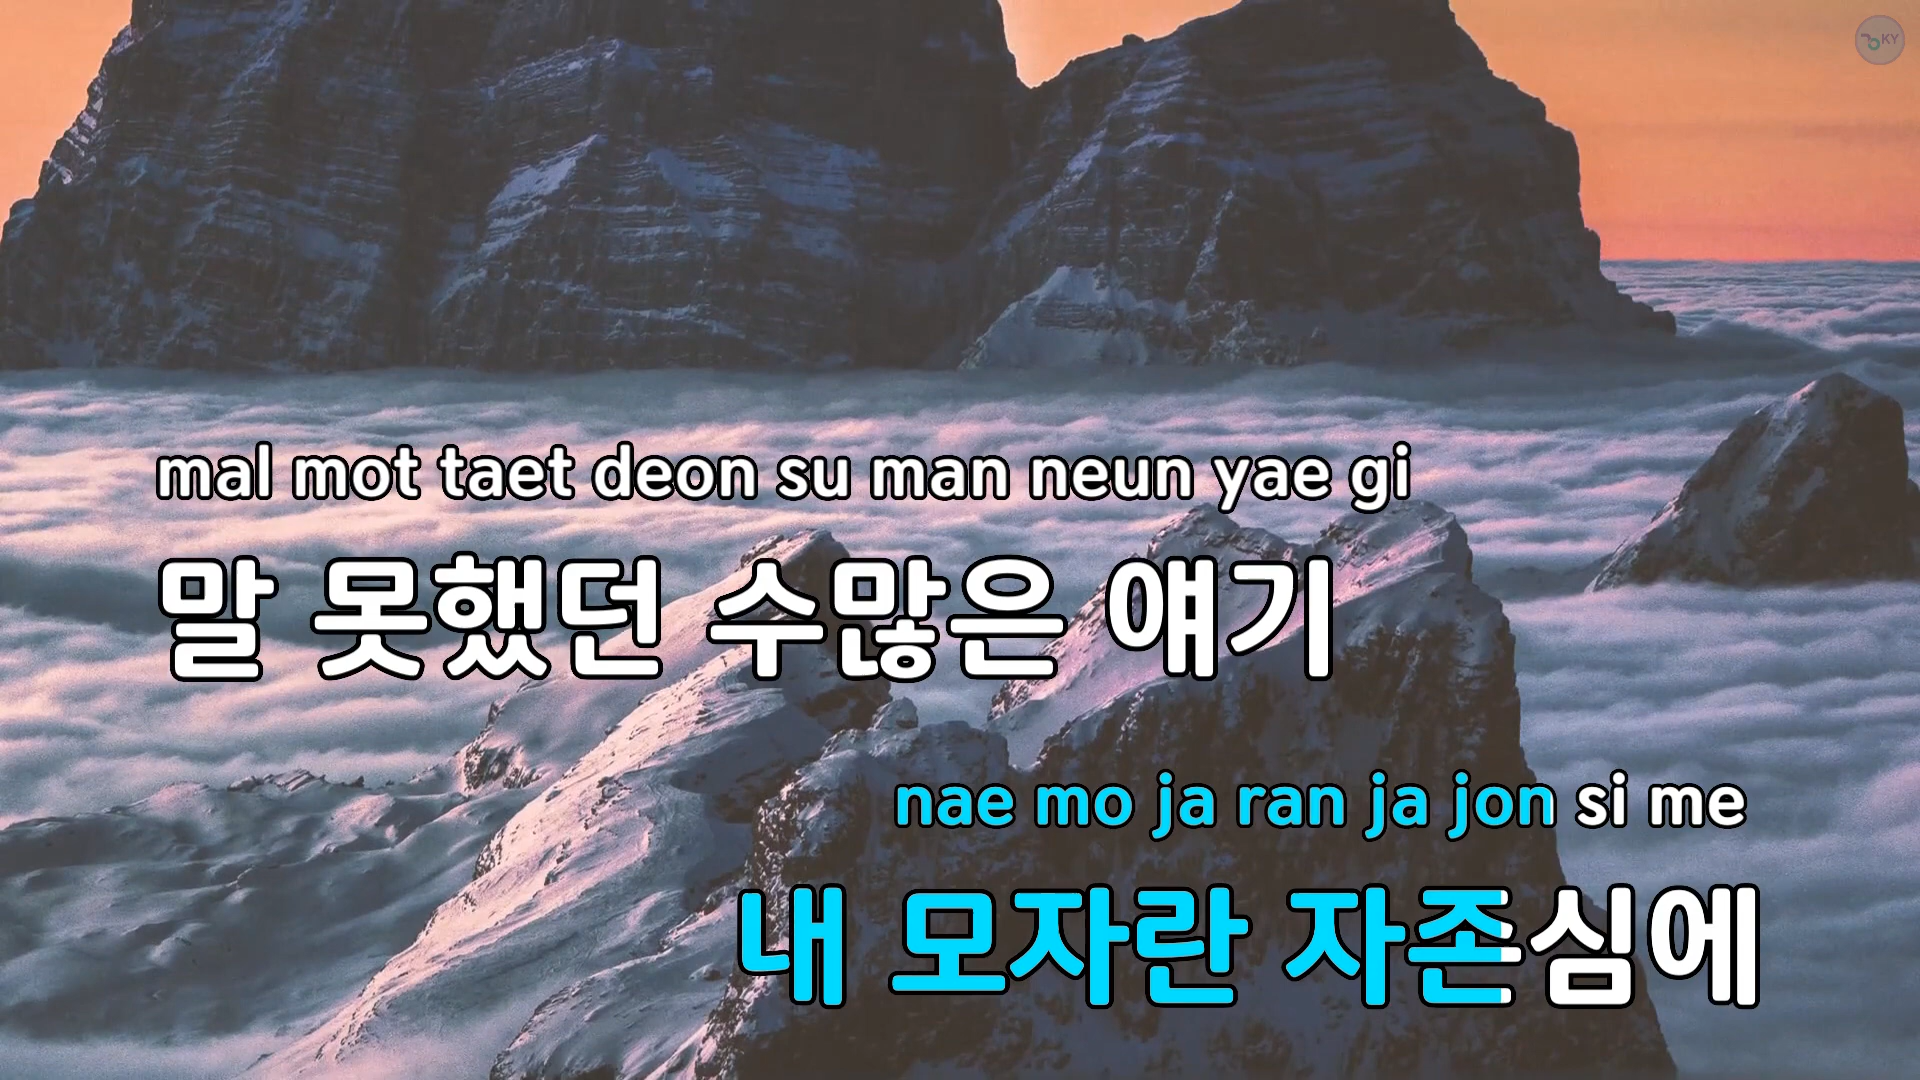 KY
mal mot taet deon su man neun yae gi
말 못했던 수많은 얘기
nae mo ja ran ja jon si me
내 모자란 자존심에